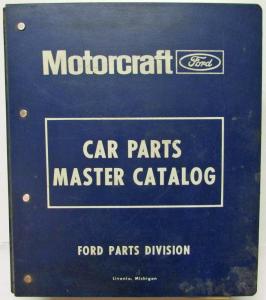 Motorcraft Ford
CAR PARTS
MASTER CATALOG
FORD PARTS DIVISION
Livonia, Michigan